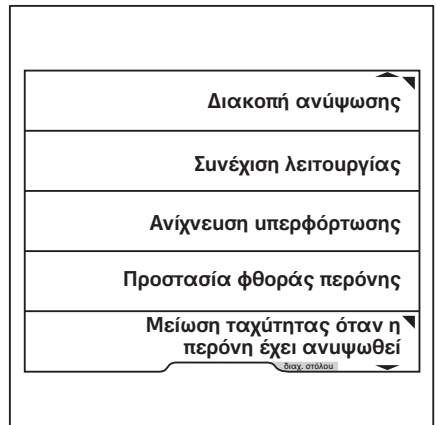 Διακοπή ανύψωσης
Συνέχιση λειτουργίας
Ανίχνευση υπερφόρτωσης
Προστασία φθοράς περόνης
Μείωση ταχύτητας όταν η
περόνη έχει ανυψωθεί
διαχ. στόλου